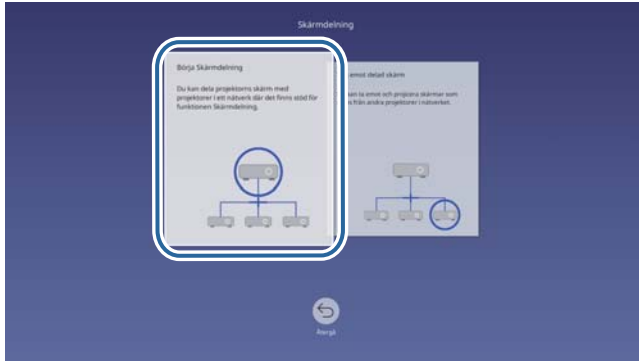 Skärmdelning
Börja Skärmdelning
Du kan dela projektorns skärm med
projektorer i ett nätverk där det finns stöd för
funktionen Skärmdelning.
emot delad skärm
kan ta emot och projicera skärmar som
från andra projektorer i nätverket.
Återgå